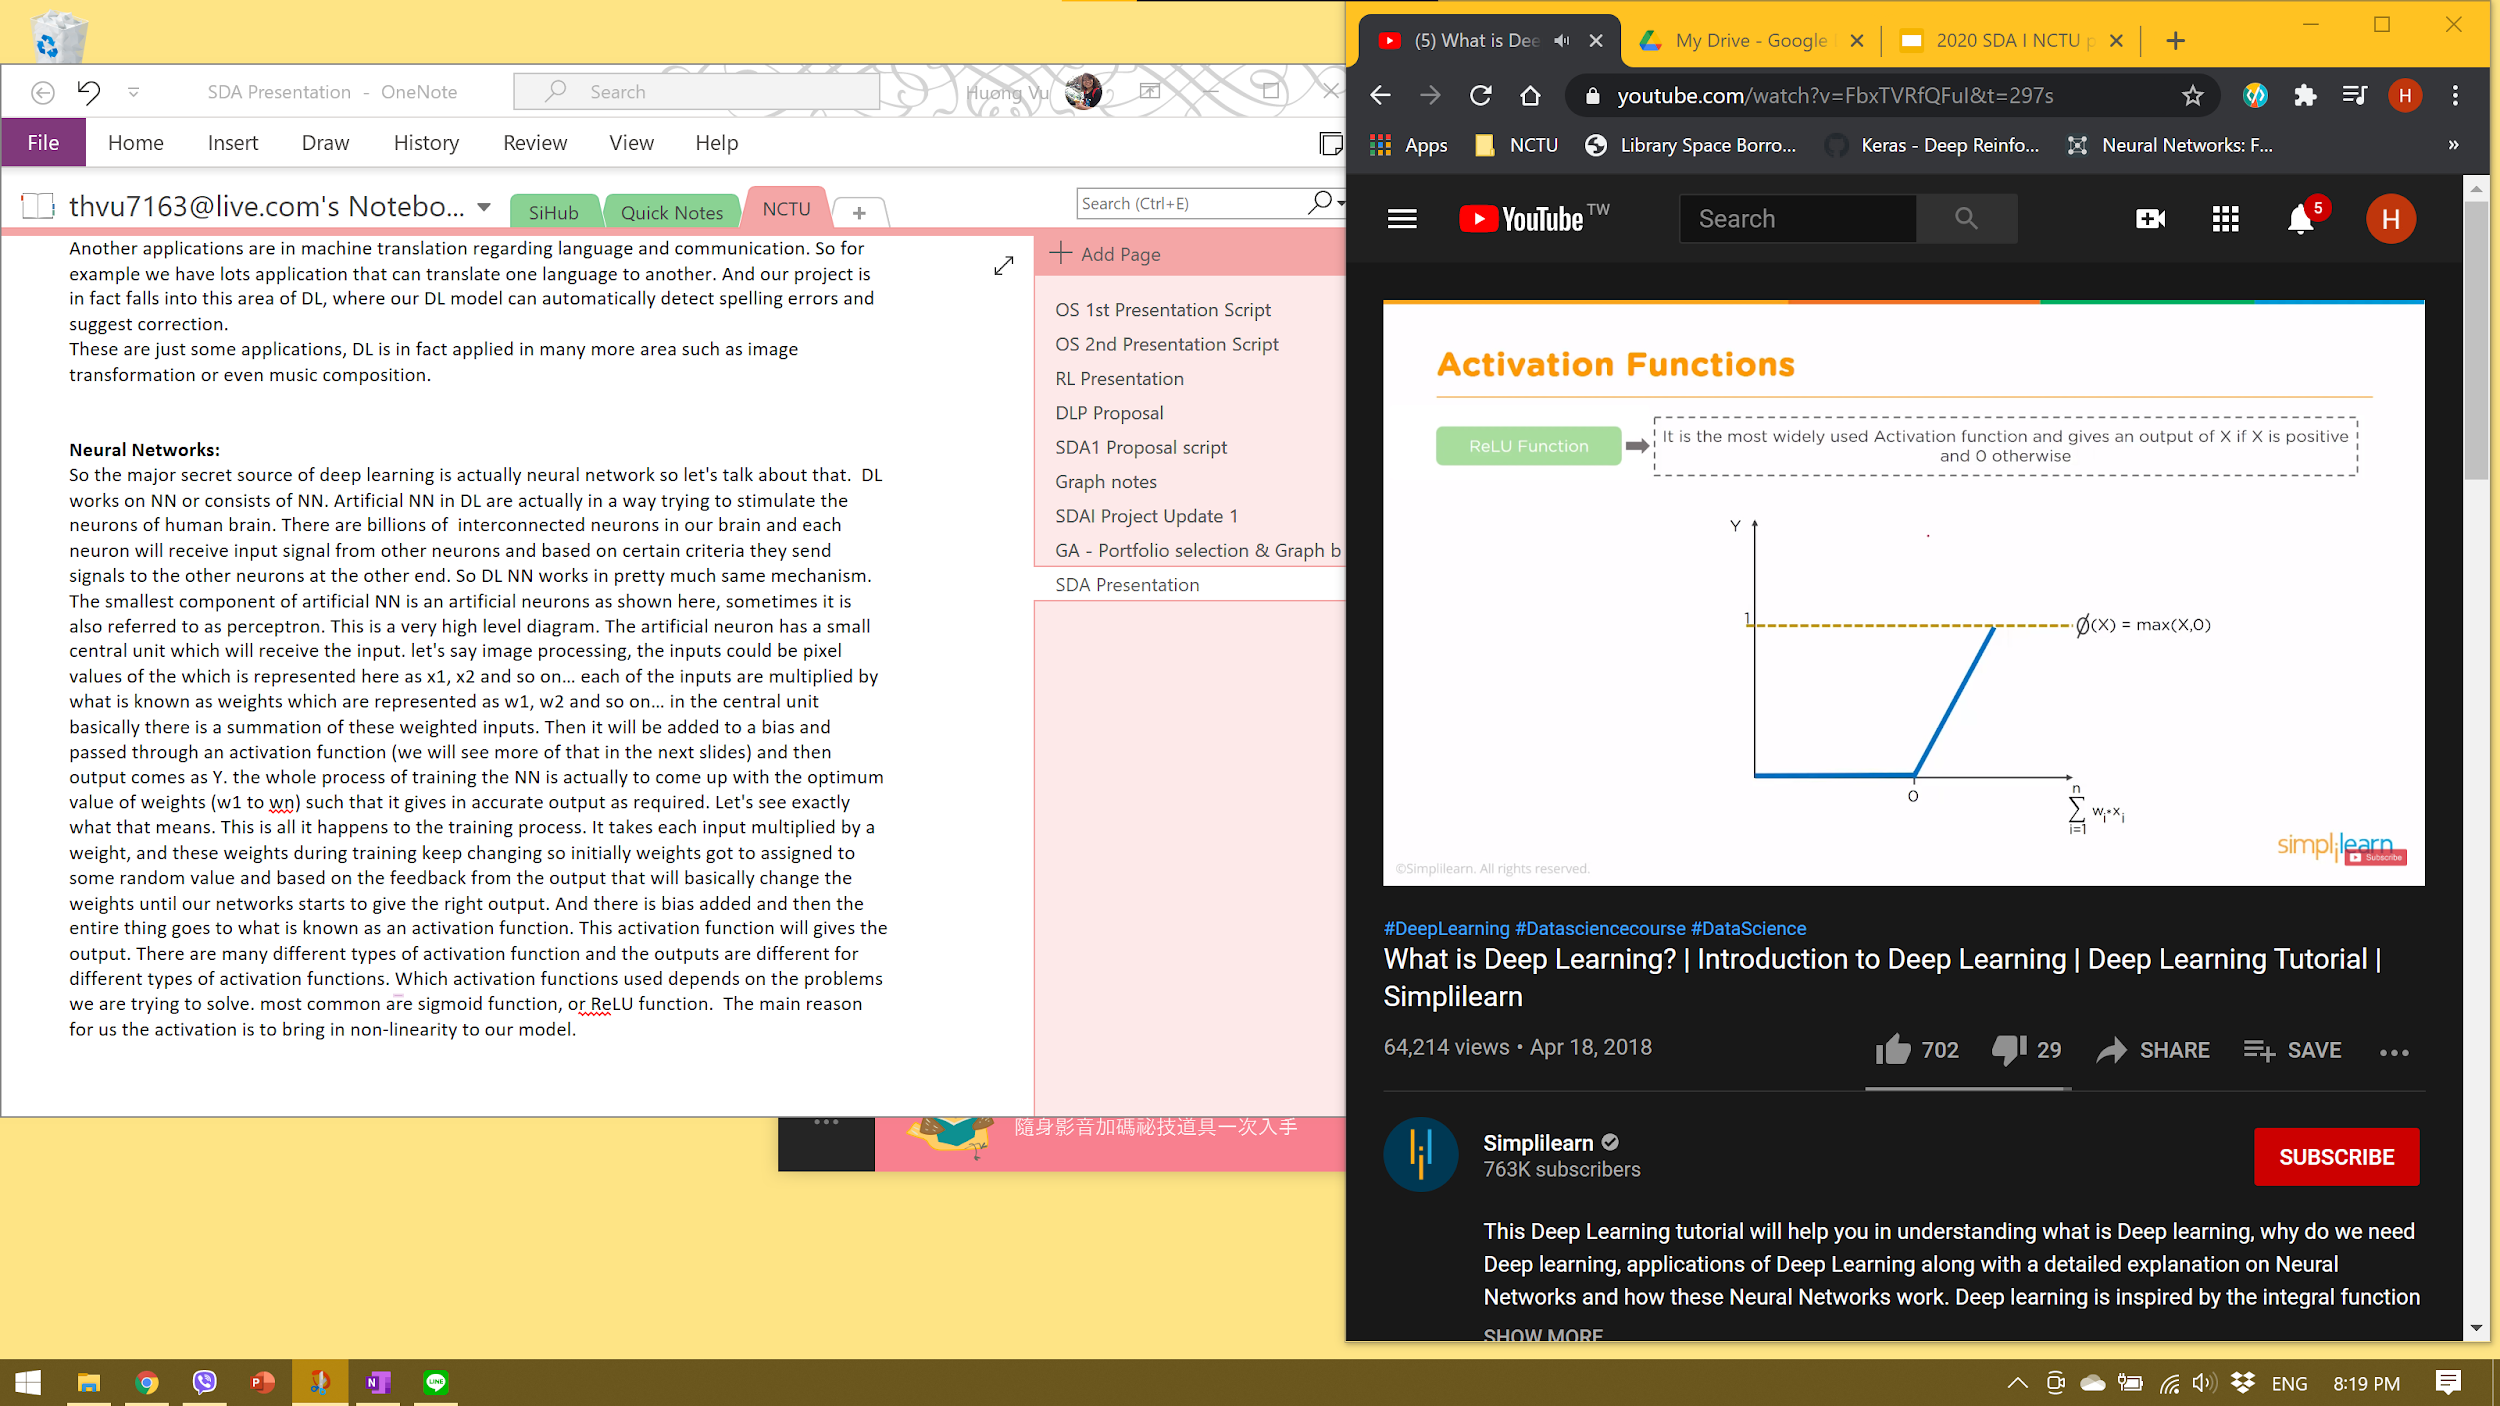 SDA Presentation - OneNote
Search
Huong Vu
File
Home
Insert
Draw
History
Review
View
Help
thvu7163@live.com's Notebo...
SiHub
Quick Notes
NCTU
Search (Ctrl+E)
Another applications are in machine translation regarding language and communication. So for
example we have lots application that can translate one language to another. And our project is
in fact falls into this area of DL, where our DL model can automatically detect spelling errors and
suggest correction.
These are just some applications, DL is in fact applied in many more area such as image
transformation or even music composition.
Neural Networks:
So the major secret source of deep learning is actually neural network so let's talk about that.  DL
works on NN or consists of NN. Artificial NN in DL are actually in a way trying to stimulate the
neurons of human brain. There are billions of  interconnected neurons in our brain and each
neuron will receive input signal from other neurons and based on certain criteria they send
signals to the other neurons at the other end. So DL NN works in pretty much same mechanism.
The smallest component of artificial NN is an artificial neurons as shown here, sometimes it is
also referred to as perceptron. This is a very high level diagram. The artificial neuron has a small
central unit which will receive the input. let's say image processing, the inputs could be pixel
values of the which is represented here as x1, x2 and so on... each of the inputs are multiplied by
what is known as weights which are represented as w1, w2 and so on... in the central unit
basically there is a summation of these weighted inputs. Then it will be added to a bias and
passed through an activation function (we will see more of that in the next slides) and then
output comes as Y. the whole process of training the NN is actually to come up with the optimum
value of weights (w1 to wn) such that it gives in accurate output as required. Let's see exactly
what that means. This is all it happens to the training process. It takes each input multiplied by a
weight, and these weights during training keep changing so initially weights got to assigned to
some random value and based on the feedback from the output that will basically change the
weights until our networks starts to give the right output. And there is bias added and then the
entire thing goes to what is known as an activation function. This activation function will gives the
output. There are many different types of activation function and the outputs are different for
different types of activation functions. Which activation functions used depends on the problems
we are trying to solve. most common are sigmoid function, or ReLU function.  The main reason
for us the activation is to bring in non-linearity to our model.
Add Page
OS 1st Presentation Script
OS 2nd Presentation Script
RL Presentation
DLP Proposal
SDA1 Proposal script
Graph notes
SDAI Project Update 1
GA - Portfolio selection & Graph b
SDA Presentation
隨身影音加碼祕技道具一次入手
(5) What is Dee
My Drive - Google
2020 SDA I NCTU p
youtube.com/watch?v=FbxTVRfQFuI&t=297s
H
Apps
NCTU
Library Space Borro...
Keras - Deep Reinfo...
Neural Networks: F...
»
YouTube TW
Search
5
H
Activation Functions
ReLU Function
It is the most widely used Activation function and gives an output of X if X is positive
and 0 otherwise
Y
1
∅(X) = max(X,0)
0
n
∑ wi*xi
i=1
simplilearn
Subscribe
©Simplilearn. All rights reserved.
#DeepLearning #Datasciencecourse #DataScience
What is Deep Learning? | Introduction to Deep Learning | Deep Learning Tutorial |
Simplilearn
64,214 views • Apr 18, 2018
702
29
SHARE
SAVE
Simplilearn
763K subscribers
SUBSCRIBE
This Deep Learning tutorial will help you in understanding what is Deep learning, why do we need
Deep learning, applications of Deep Learning along with a detailed explanation on Neural
Networks and how these Neural Networks work. Deep learning is inspired by the integral function
SHOW MORE
LINE
ENG
8:19 PM